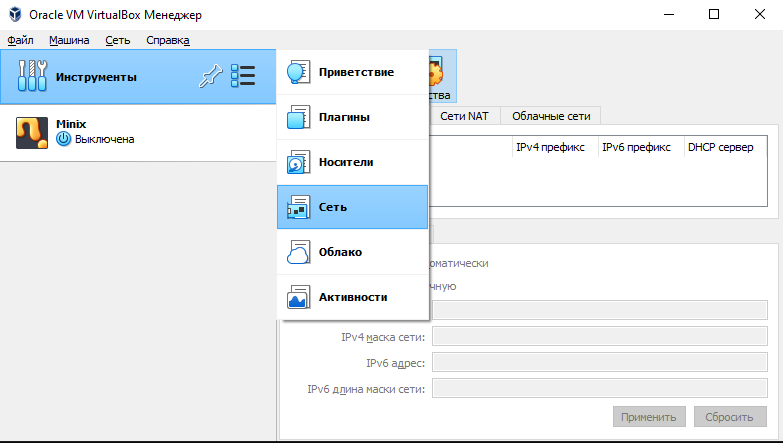 Oracle VM VirtualBox Менеджер
Файл Машина Сеть Справка
Инструменты
Minix
Выключена
Приветствие
Плагины
Носители
Сеть
Облако
Активности
ства
Сети NAT Облачные сети
IPv4 префикс IPv6 префикс DHCP сервер
оматически
чную
IPv4 маска сети:
IPv6 адрес:
IPv6 длина маски сети:
Применить Сбросить